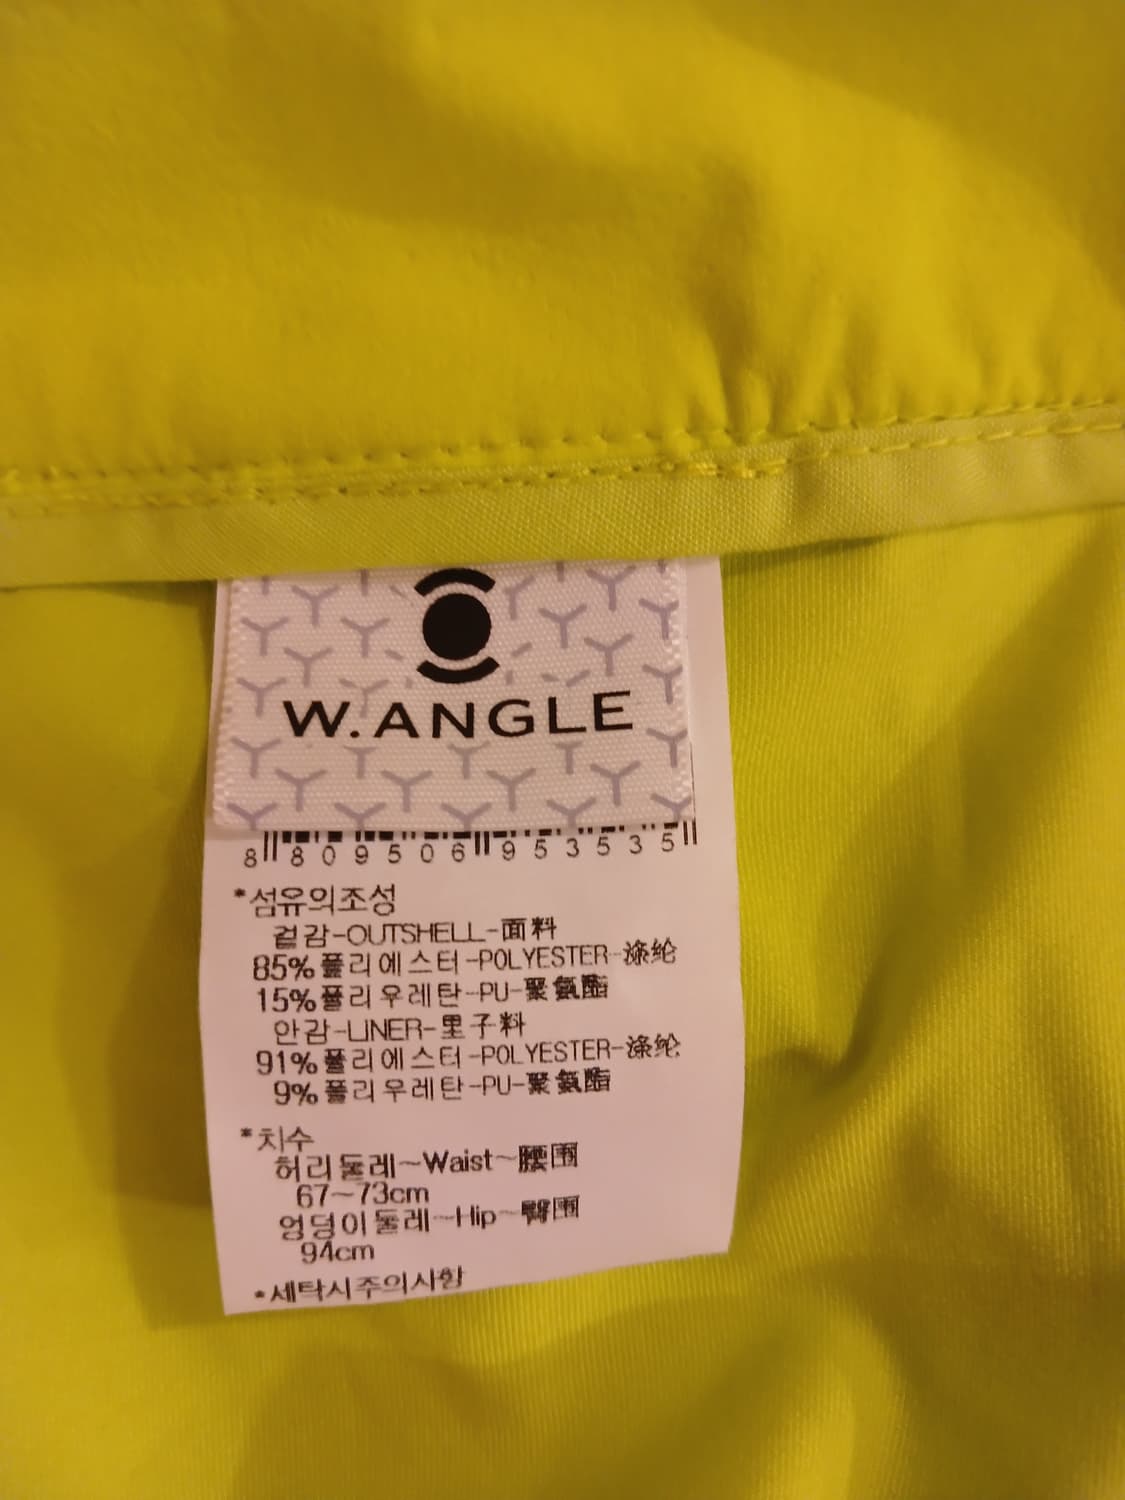 W.ANGLE
8 809506 953535
*섬유의조성
겉감-OUTSHELL-面料
85%폴리에스터-POLYESTER-涤纶
15%폴리우레탄-PU-聚氨酯
안감-LINER-里子料
91%폴리에스터-POLYESTER-涤纶
9%폴리우레탄-PU-聚氨酯
*치수
허리둘레~Waist~腰围
67~73cm
엉덩이둘레~Hip~臀围
94cm
*세탁시주의사항